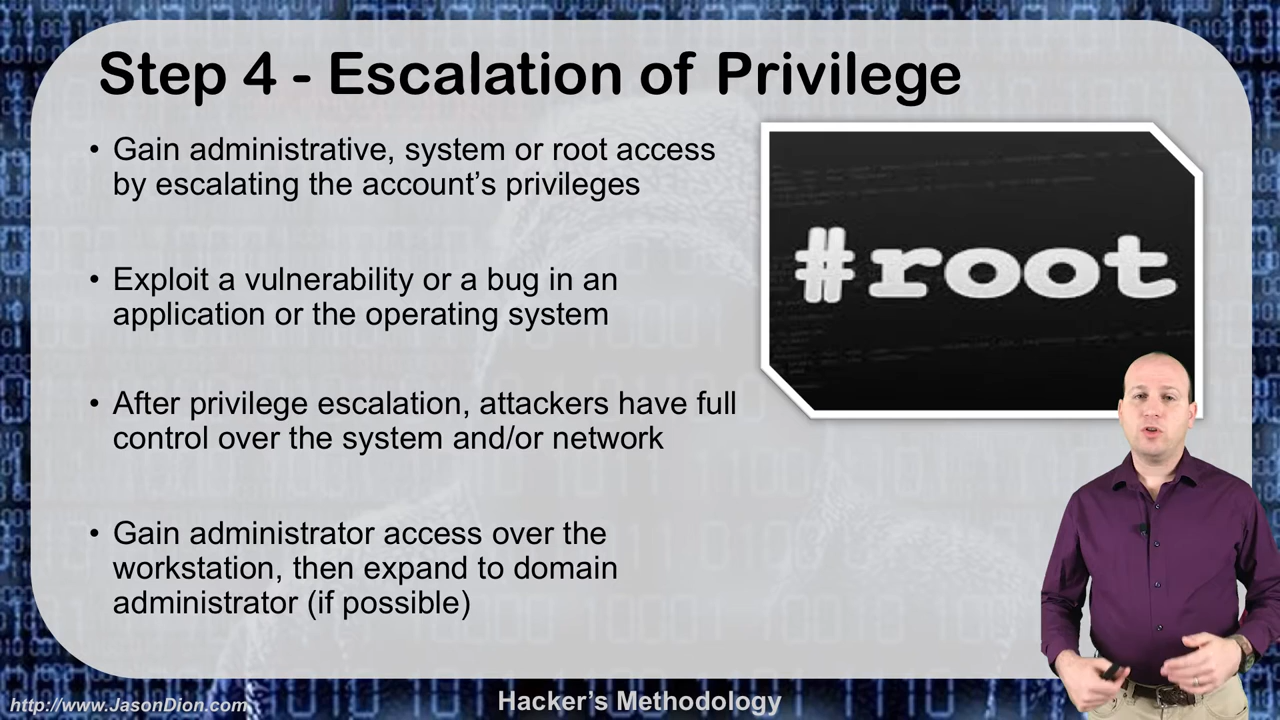 Step 4 - Escalation of Privilege
• Gain administrative, system or root access
by escalating the account’s privileges
• Exploit a vulnerability or a bug in an
application or the operating system
• After privilege escalation, attackers have full
control over the system and/or network
• Gain administrator access over the
workstation, then expand to domain
administrator (if possible)
#root
http://www.JasonDion.com
Hacker’s Methodology